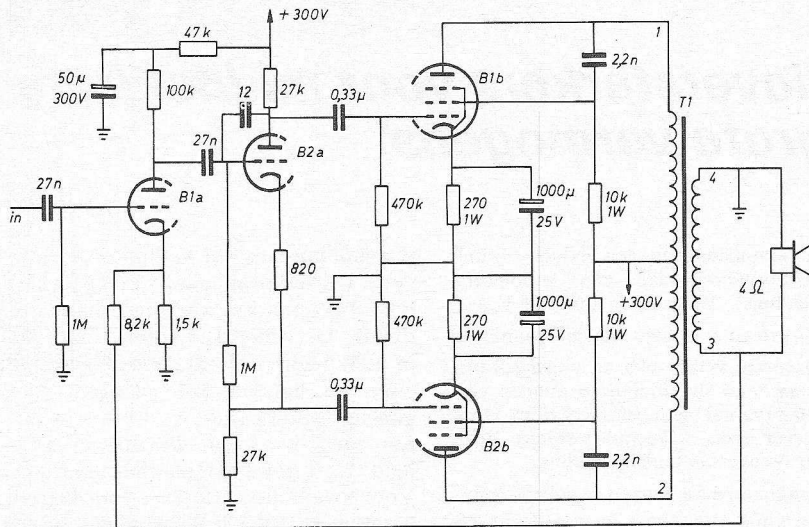 +300V
47k
1
50µ
300V
100k
12
27k
0,33µ
B1b
2,2n
T1
27n
B2a
27n
in
B1a
470k
270
1W
1000µ
25V
10k
1W
4
820
4Ω
+300V
1M
8,2k
1,5k
1M
470k
270
1W
1000µ
25V
10k
1W
3
0,33µ
27k
B2b
2,2n
2